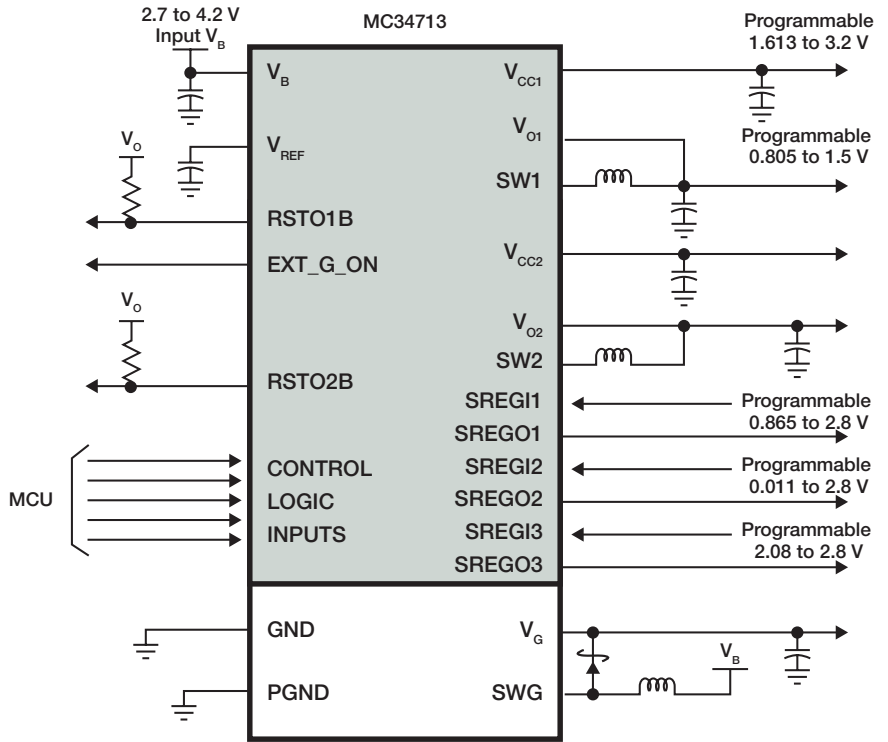 2.7 to 4.2 V
Input VB
MC34713
Programmable
1.613 to 3.2 V
VB
VCC1
VO
VREF
VO1
Programmable
0.805 to 1.5 V
SW1
RSTO1B
EXT_G_ON
VCC2
VO
VO2
SW2
RSTO2B
SREGI1
Programmable
0.865 to 2.8 V
SREGO1
MCU
CONTROL
LOGIC
INPUTS
SREGI2
Programmable
0.011 to 2.8 V
SREGO2
SREGI3
Programmable
2.08 to 2.8 V
SREGO3
GND
VG
VB
PGND
SWG